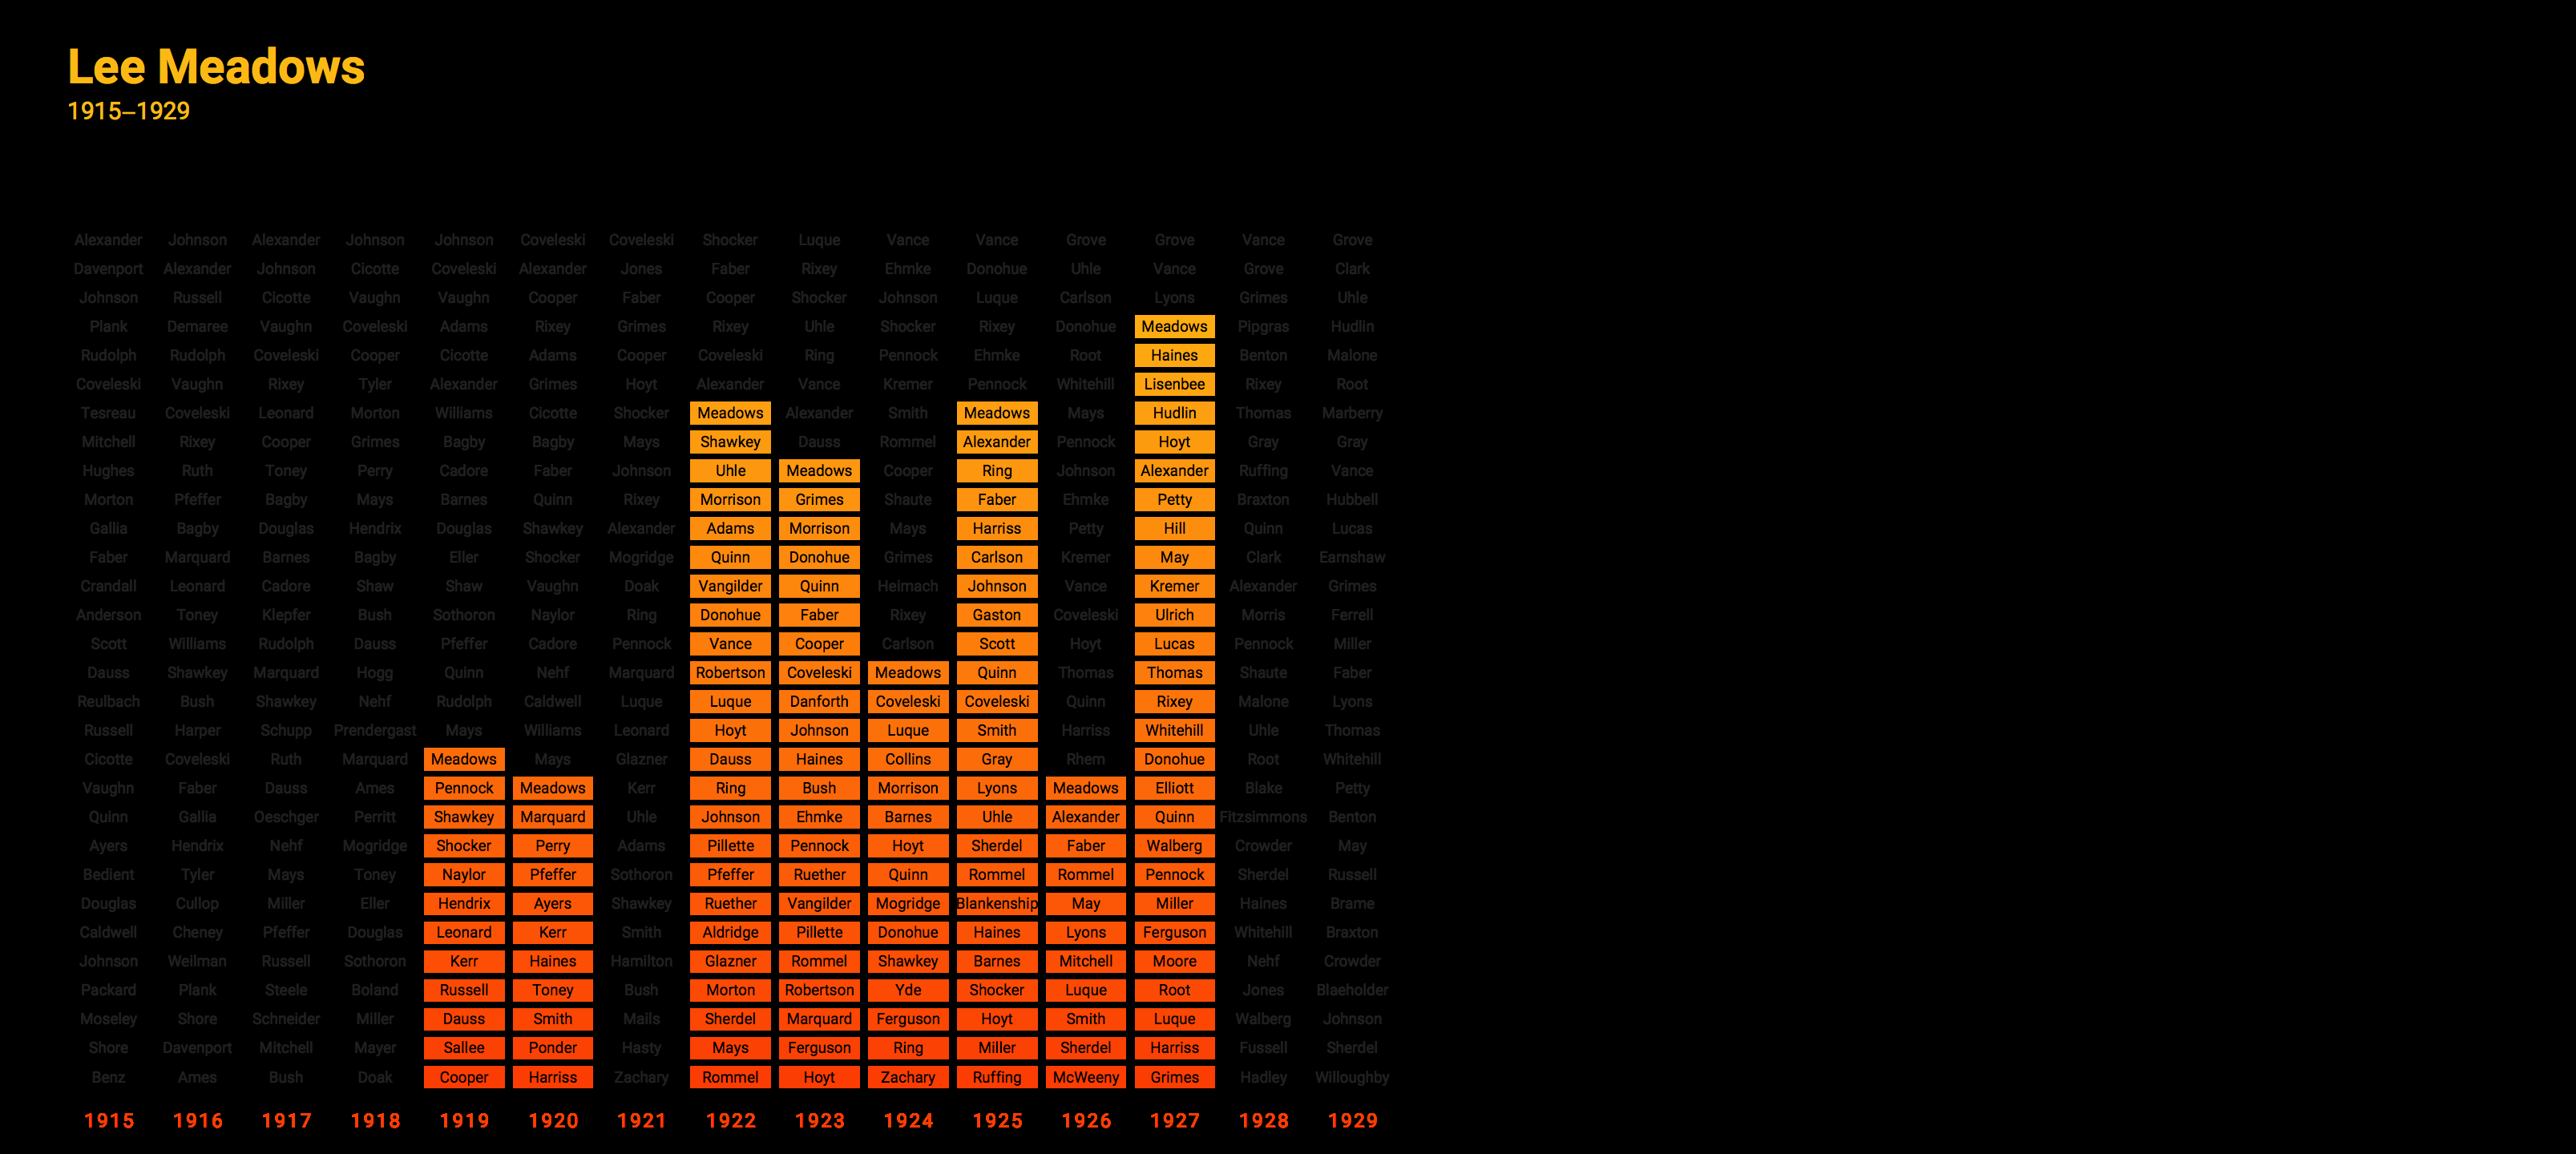 Lee Meadows
1915–1929
Alexander Johnson Alexander Johnson Johnson Coveleski Coveleski Shocker Luque Vance Vance Grove Grove Vance Grove
Davenport Alexander Johnson Cicotte Coveleski Alexander Jones Faber Rixey Ehmke Donohue Uhle Vance Grove Clark
Johnson Russell Cicotte Vaughn Vaughn Cooper Faber Cooper Shocker Johnson Luque Carlson Lyons Grimes Uhle
Plank Demaree Vaughn Coveleski Adams Rixey Grimes Rixey Uhle Shocker Rixey Donohue Meadows Pipgras Hudlin
Rudolph Rudolph Coveleski Cooper Cicotte Adams Cooper Coveleski Ring Pennock Ehmke Root Haines Benton Malone
Coveleski Vaughn Rixey Tyler Alexander Grimes Hoyt Alexander Vance Kremer Pennock Whitehill Lisenbee Rixey Root
Tesreau Coveleski Leonard Morton Williams Cicotte Shocker Meadows Alexander Smith Meadows Mays Hudlin Thomas Marberry
Mitchell Rixey Cooper Grimes Bagby Bagby Mays Shawkey Dauss Rommel Alexander Pennock Hoyt Gray Gray
Hughes Ruth Toney Perry Cadore Faber Johnson Uhle Meadows Cooper Ring Johnson Alexander Ruffing Vance
Morton Pfeffer Bagby Mays Barnes Quinn Rixey Morrison Grimes Shaute Faber Ehmke Petty Braxton Hubbell
Gallia Bagby Douglas Hendrix Douglas Shawkey Alexander Adams Morrison Mays Harriss Petty Hill Quinn Lucas
Faber Marquard Barnes Bagby Eller Shocker Mogridge Quinn Donohue Grimes Carlson Kremer May Clark Earnshaw
Crandall Leonard Cadore Shaw Shaw Vaughn Doak Vangilder Quinn Heimach Johnson Vance Kremer Alexander Grimes
Anderson Toney Klepfer Bush Sothoron Naylor Ring Donohue Faber Rixey Gaston Coveleski Ulrich Morris Ferrell
Scott Williams Rudolph Dauss Pfeffer Cadore Pennock Vance Cooper Carlson Scott Hoyt Lucas Pennock Miller
Dauss Shawkey Marquard Hogg Quinn Nehf Marquard Robertson Coveleski Meadows Quinn Thomas Thomas Shaute Faber
Reulbach Bush Shawkey Nehf Rudolph Caldwell Luque Luque Danforth Coveleski Coveleski Quinn Rixey Malone Lyons
Russell Harper Schupp Prendergast Mays Williams Leonard Hoyt Johnson Luque Smith Harriss Whitehill Uhle Thomas
Cicotte Coveleski Ruth Marquard Meadows Mays Glazner Dauss Haines Collins Gray Rhem Donohue Root Whitehill
Vaughn Faber Dauss Ames Pennock Meadows Kerr Ring Bush Morrison Lyons Meadows Elliott Blake Petty
Quinn Gallia Oeschger Perritt Shawkey Marquard Uhle Johnson Ehmke Barnes Uhle Alexander Quinn Fitzsimmons Benton
Ayers Hendrix Nehf Mogridge Shocker Perry Adams Pillette Pennock Hoyt Sherdel Faber Walberg Crowder May
Bedient Tyler Mays Toney Naylor Pfeffer Sothoron Pfeffer Ruether Quinn Rommel Rommel Pennock Sherdel Russell
Douglas Cullop Miller Eller Hendrix Ayers Shawkey Ruether Vangilder Mogridge Blankenship May Miller Haines Brame
Caldwell Cheney Pfeffer Douglas Leonard Kerr Smith Aldridge Pillette Donohue Haines Lyons Ferguson Whitehill Braxton
Johnson Weilman Russell Sothoron Kerr Haines Hamilton Glazner Rommel Shawkey Barnes Mitchell Moore Nehf Crowder
Packard Plank Steele Boland Russell Toney Bush Morton Robertson Yde Shocker Luque Root Jones Blaeholder
Moseley Shore Schneider Miller Dauss Smith Mails Sherdel Marquard Ferguson Hoyt Smith Luque Walberg Johnson
Shore Davenport Mitchell Mayer Sallee Ponder Hasty Mays Ferguson Ring Miller Sherdel Harriss Fussell Sherdel
Benz Ames Bush Doak Cooper Harriss Zachary Rommel Hoyt Zachary Ruffing McWeeny Grimes Hadley Willoughby
1915 1916 1917 1918 1919 1920 1921 1922 1923 1924 1925 1926 1927 1928 1929